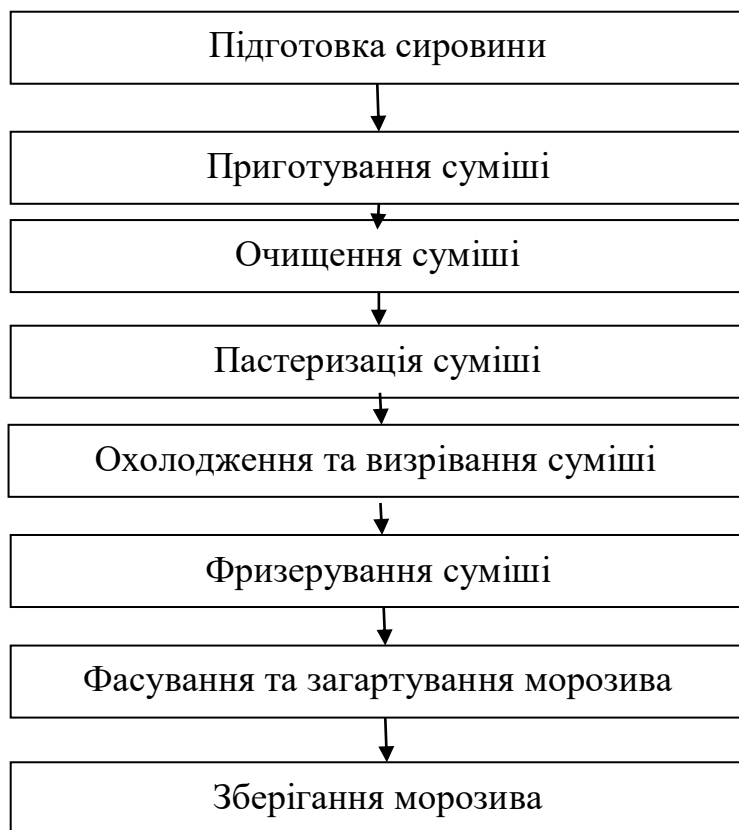 Підготовка сировини
Приготування суміші
Очищення суміші
Пастеризація суміші
Охолодження та визрівання суміші
Фризерування суміші
Фасування та загартування морозива
Зберігання морозива